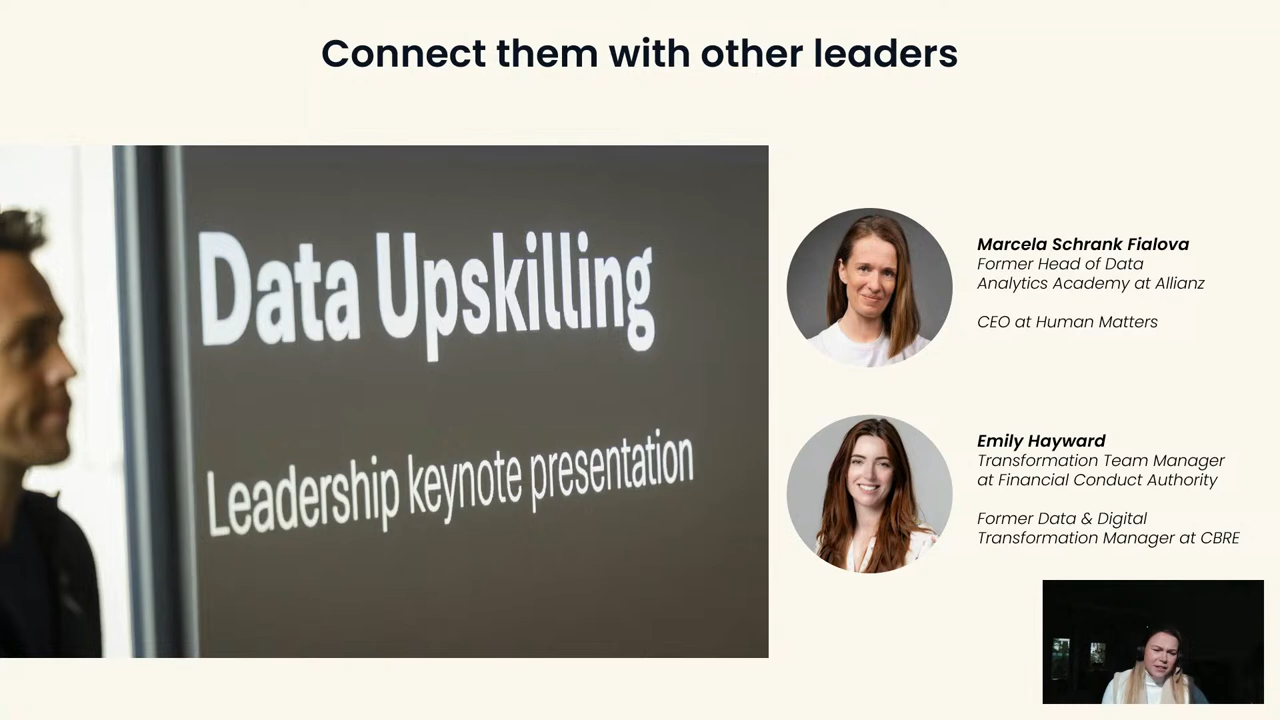 Connect them with other leaders
Data Upskilling
Leadership keynote presentation
Marcela Schrank Fialova
Former Head of Data
Analytics Academy at Allianz
CEO at Human Matters
Emily Hayward
Transformation Team Manager
at Financial Conduct Authority
Former Data & Digital
Transformation Manager at CBRE